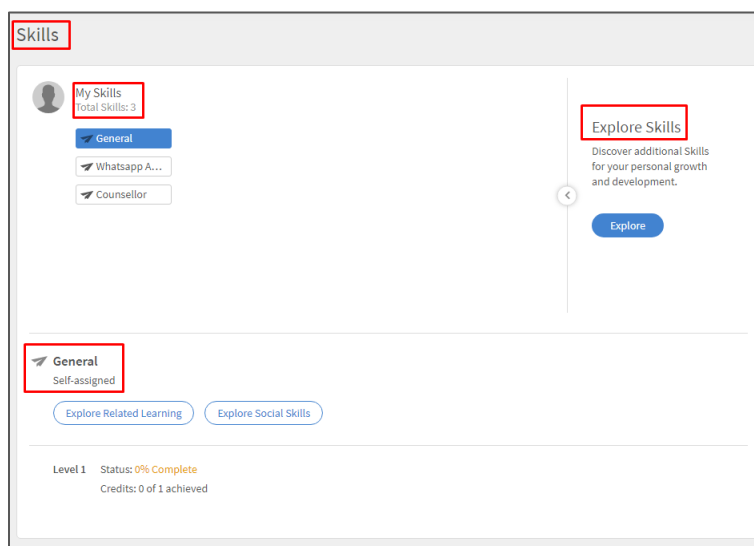 Skills
My Skills
Total Skills: 3
General
Whatsapp A...
Counsellor
Explore Skills
Discover additional Skills
for your personal growth
and development.
Explore
General
Self-assigned
Explore Related Learning
Explore Social Skills
Level 1 Status: 0% Complete
Credits: 0 of 1 achieved